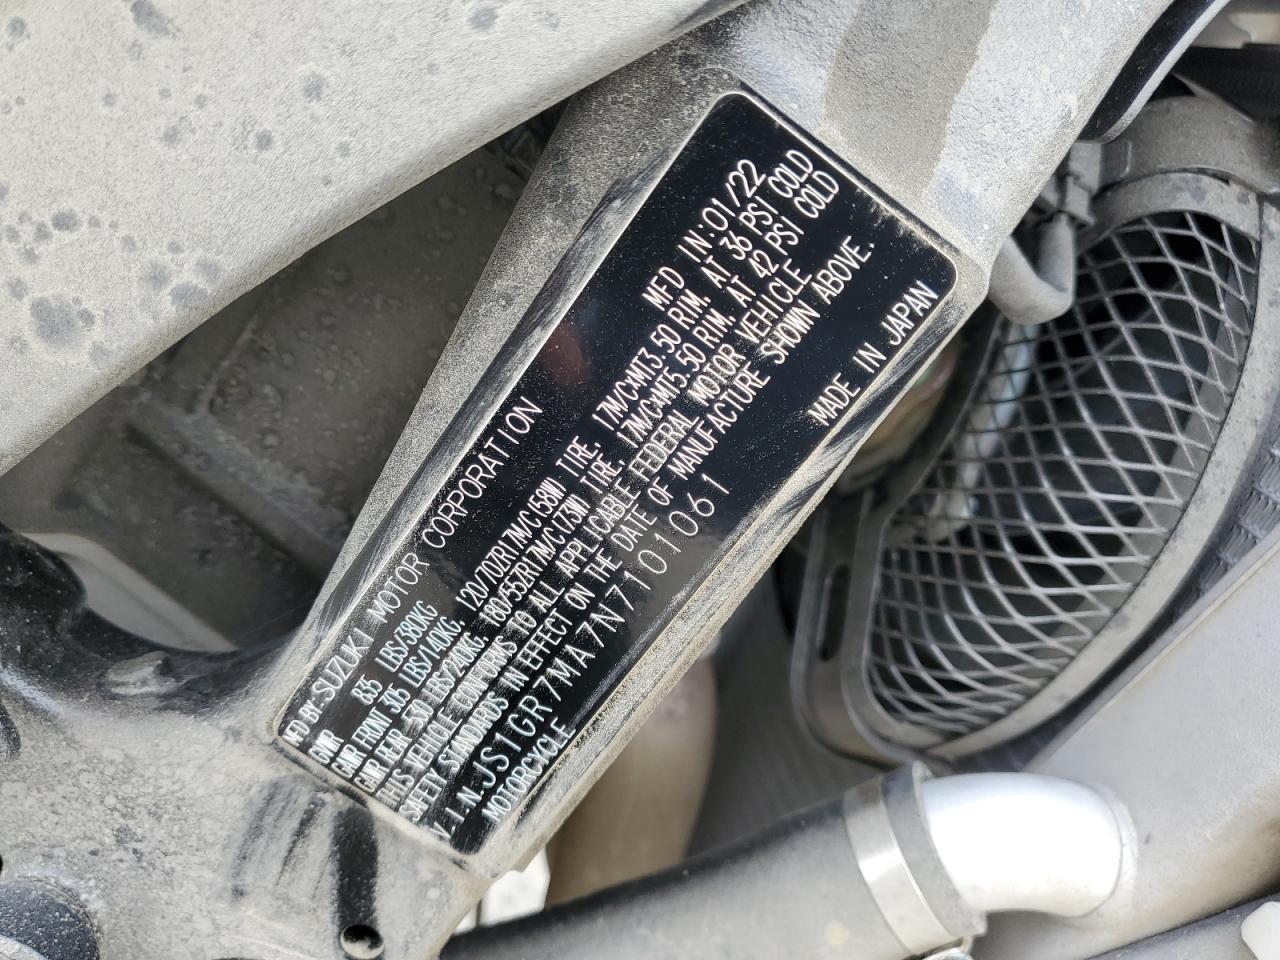 MFD BY:SUZUKI MOTOR CORPORATION MFD IN:01/22
GVWR 835 LBS/380KG
GAWR FRNT 305 LBS/140KG. 120/70ZR17M/C(58W) TIRE, 17M/CxMT3.50 RIM, AT 36 PSI COLD
GAWR REAR 50 LBS/240KG. 180/55ZR17M/C(73W) TIRE, 17M/CxMT5.50 RIM, AT 42 PSI COLD
THIS VEHICLE CONFORMS TO ALL APPLICABLE FEDERAL MOTOR VEHICLE
SAFETY STANDARDS IN EFFECT ON THE DATE OF MANUFACTURE SHOWN ABOVE.
V.I.N.JS1GR7MA7N7101061
MOTORCYCLE MADE IN JAPAN